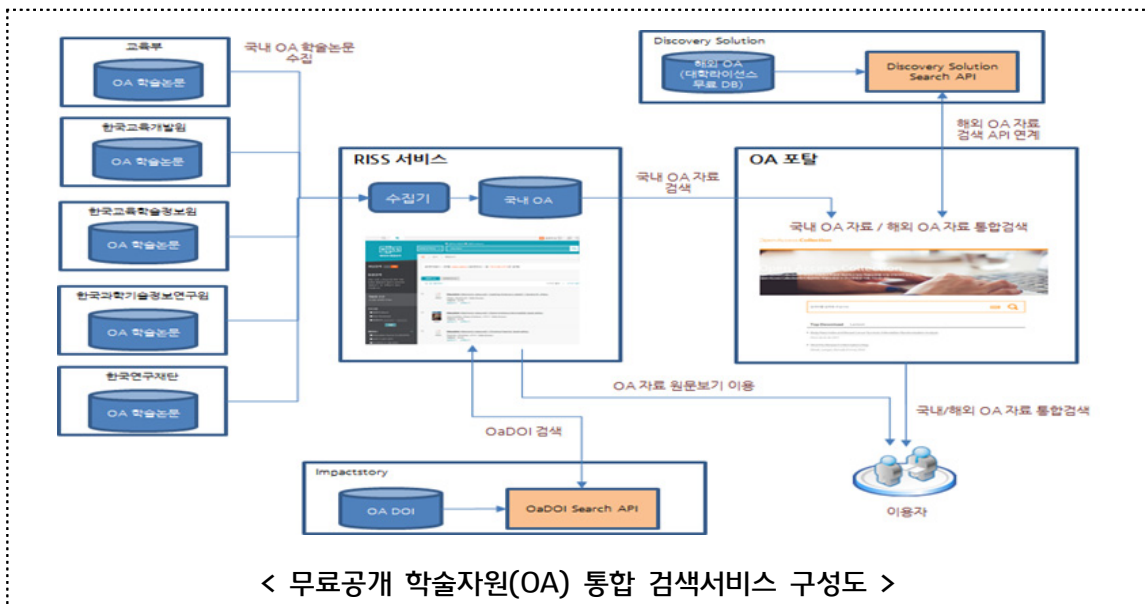 교육부
OA 학술논문
국내 OA 학술논문
수집
한국교육개발원
OA 학술논문
한국교육학술정보원
OA 학술논문
한국과학기술정보연구원
OA 학술논문
한국연구재단
OA 학술논문
RISS 서비스
수집기
국내 OA
국내 OA 자료
검색
Discovery Solution
해외 OA
(대학라이선스
무료 DB)
Discovery Solution
Search API
해외 OA 자료
검색 API 연계
OA 포탈
국내 OA 자료 / 해외 OA 자료 통합검색
Open Access Collection
Top Download
OA 자료 원문보기 이용
국내/해외 OA 자료 통합검색
OaDOI 검색
Impactstory
OA DOI
OaDOI Search API
이용자
< 무료공개 학술자원(OA) 통합 검색서비스 구성도 >